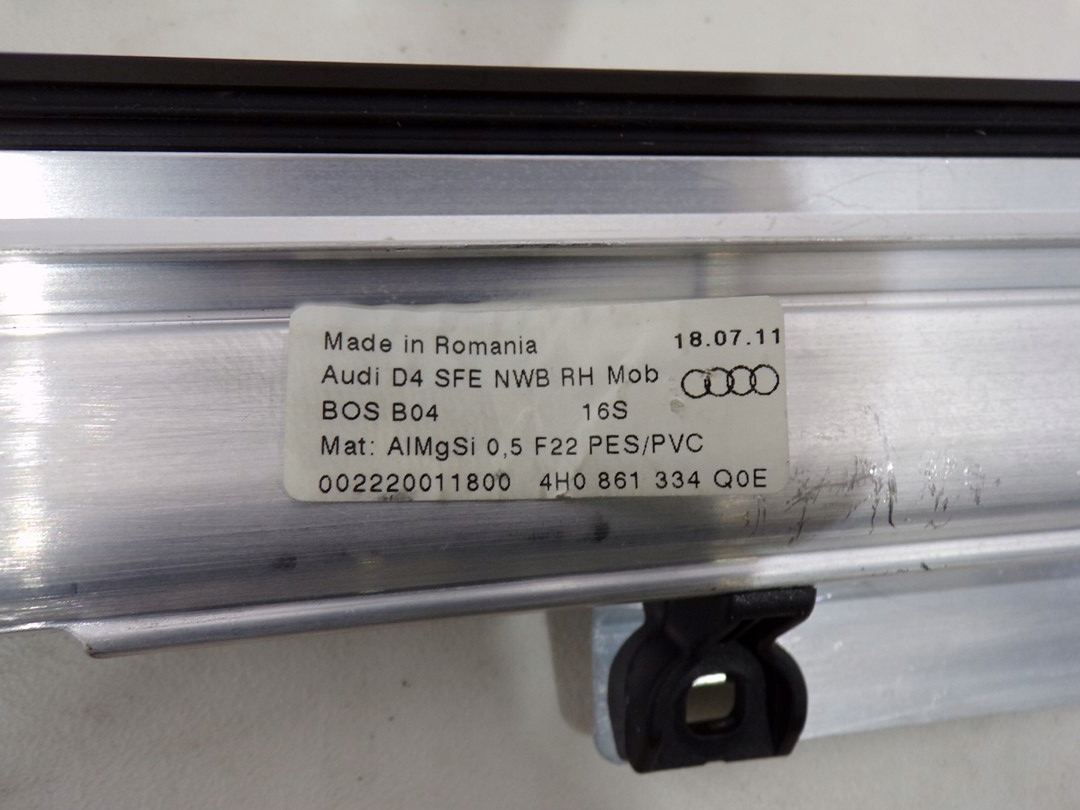 Made in Romania 18.07.11
Audi D4 SFE NWB RH Mob
BOS B04 16S
Mat: AlMgSi 0,5 F22 PES/PVC
002220011800 4H0 861 334 Q0E